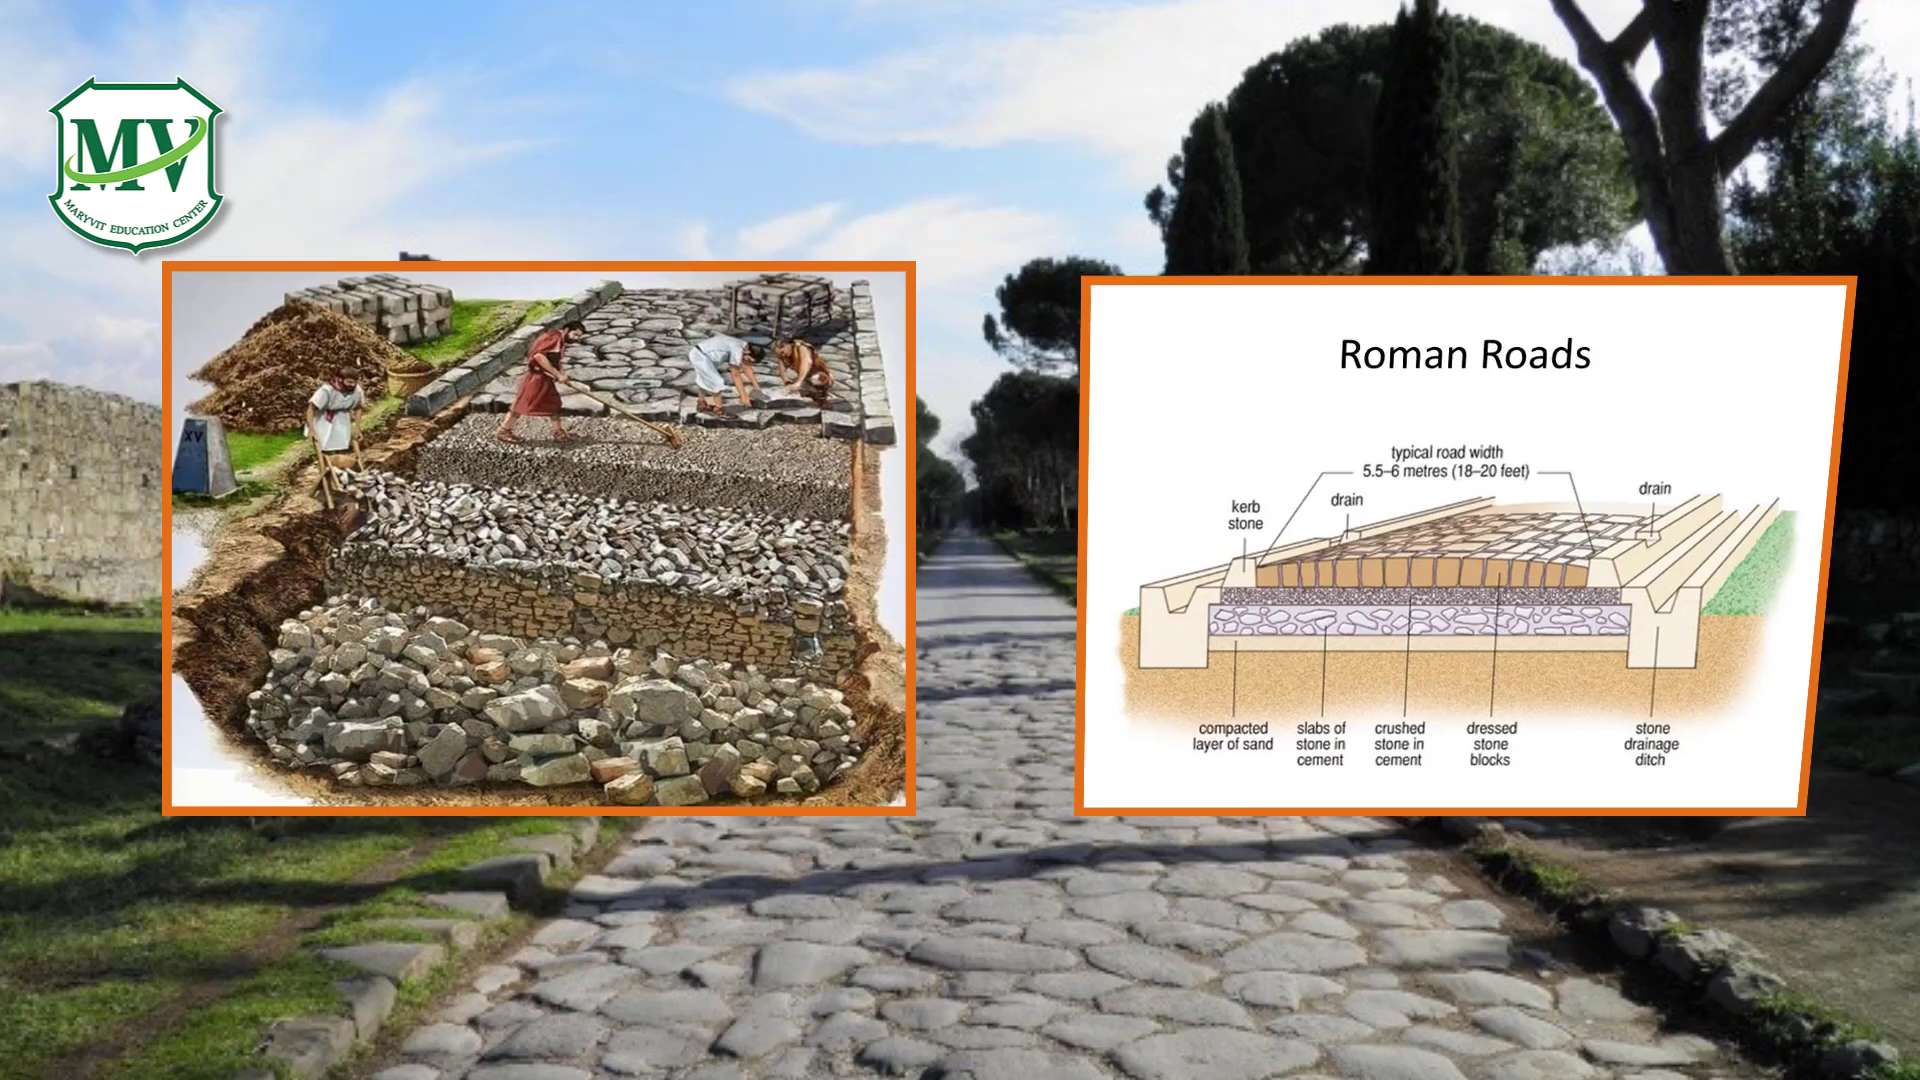 MV
MARYVIT EDUCATION CENTER
XV
Roman Roads
typical road width
5.5–6 metres (18–20 feet)
kerb
stone
drain
drain
compacted
layer of sand
slabs of
stone in
cement
crushed
stone in
cement
dressed
stone
blocks
stone
drainage
ditch